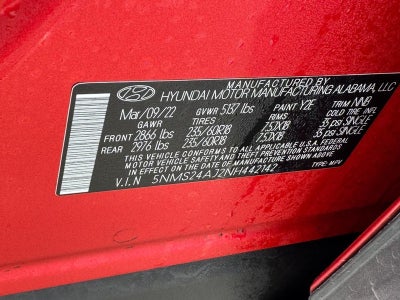 MANUFACTURED BY
HYUNDAI MOTOR MANUFACTURING ALABAMA, LLC
Mar/09/22 GVWR 5137 lbs PAINT Y2F TRIM NNB
GAWR TIRES RIMS COLD TIRE INFL
FRONT 2866 lbs 235/60R18 7.5JX18 35 psi SINGLE
REAR 2976 lbs 235/60R18 7.5JX18 35 psi SINGLE
THIS VEHICLE CONFORMS TO ALL APPLICABLE U.S.A. FEDERAL
MOTOR VEHICLE SAFETY AND THEFT PREVENTION STANDARDS IN
EFFECT ON THE DATE OF MANUFACTURE SHOWN ABOVE.
V.I.N 5NMS24AJ2NH442142 TYPE: MPV